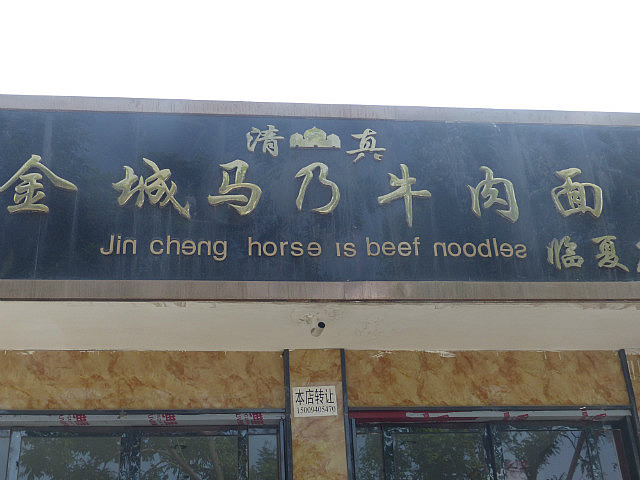 清真
金城马乃牛肉面
Jin cheng horse is beef noodles
临夏
本店转让
15009405470